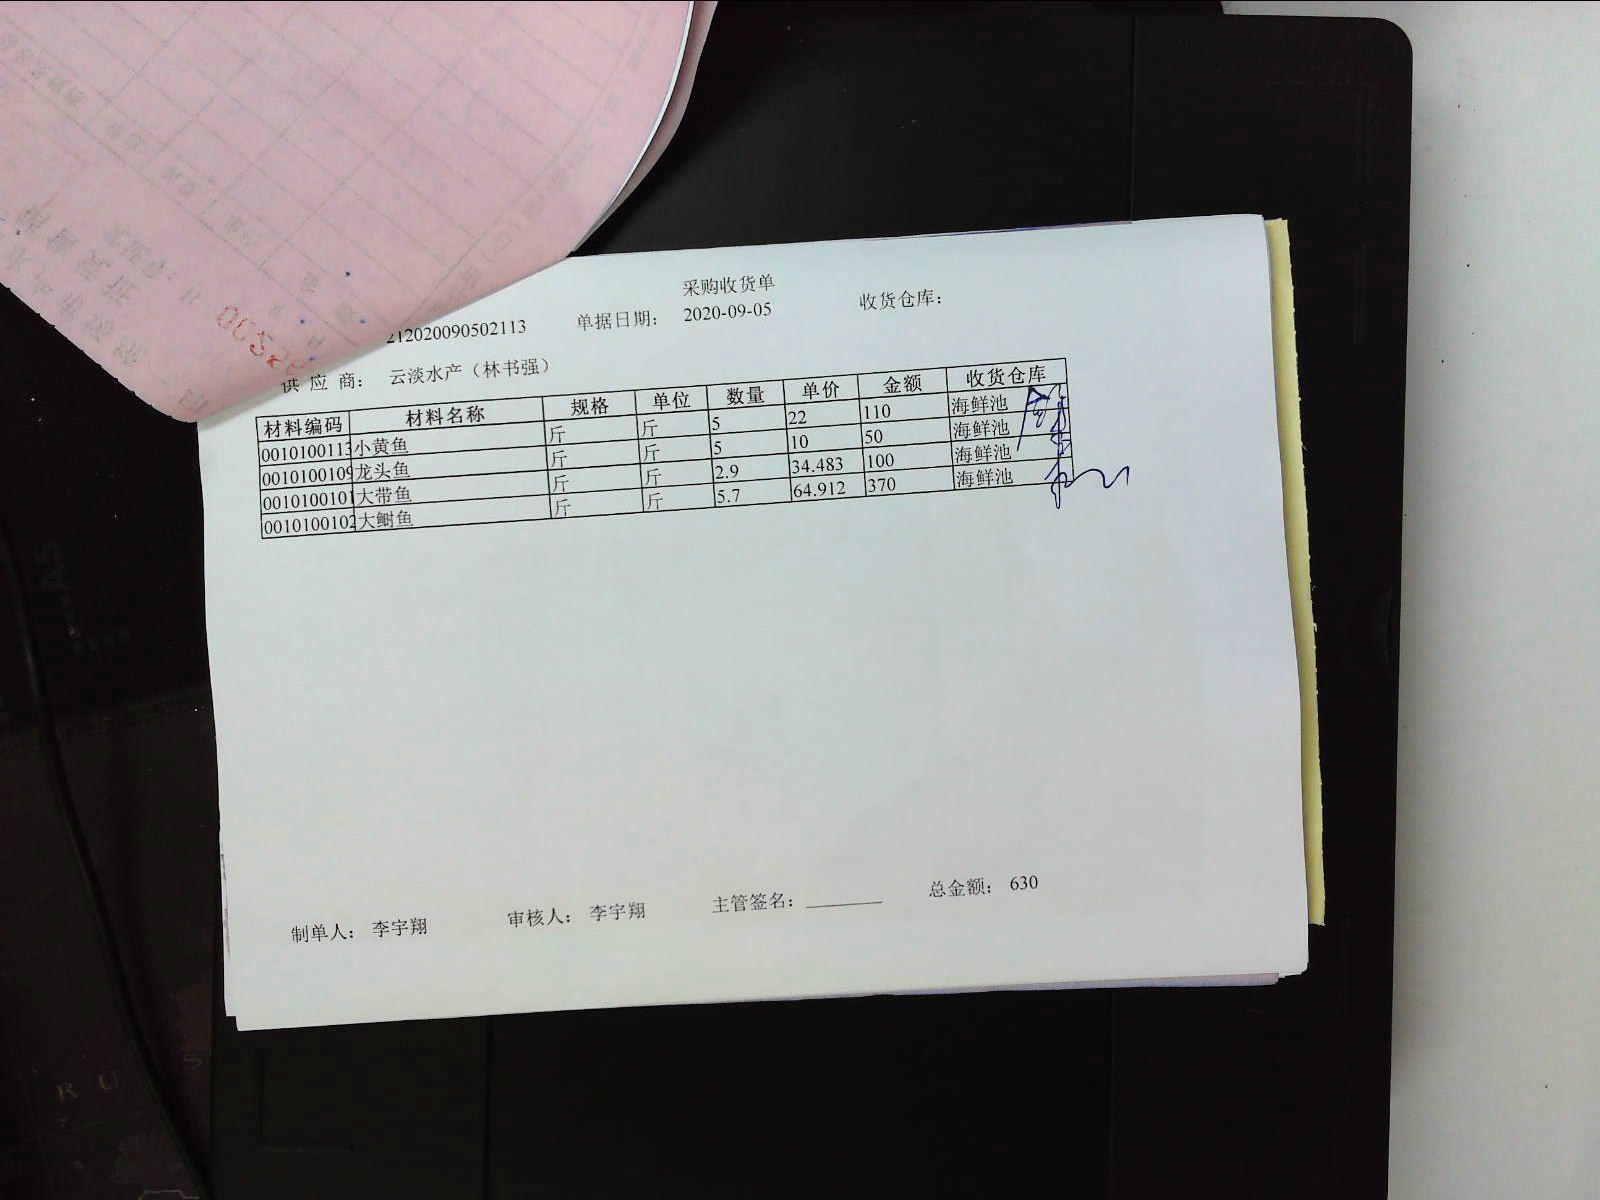 采购收货单
212020090502113 单据日期: 2020-09-05 收货仓库:
供 应 商: 云淡水产（林书强）
材料编码 材料名称 规格 单位 数量 单价 金额 收货仓库
0010100113 小黄鱼 斤 斤 5 22 110 海鲜池
0010100109 龙头鱼 斤 斤 5 10 50 海鲜池
0010100101 大带鱼 斤 斤 2.9 34.483 100 海鲜池
0010100102 大鲥鱼 斤 斤 5.7 64.912 370 海鲜池
制单人: 李宇翔 审核人: 李宇翔 主管签名: 总金额: 630